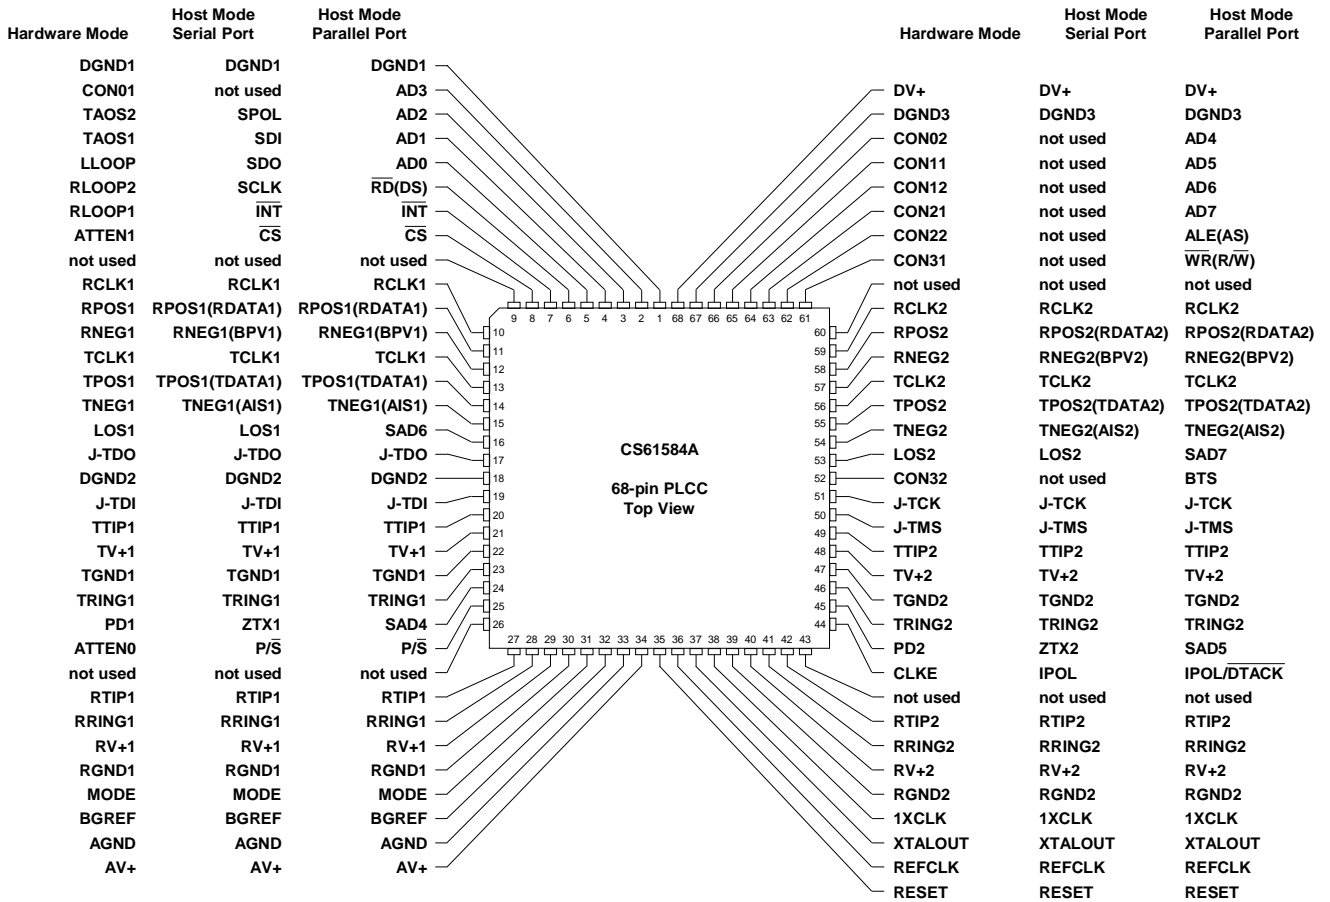 Hardware Mode Host Mode Serial Port Host Mode Parallel Port
DGND1 DGND1 DGND1
CON01 not used AD3
TAOS2 SPOL AD2
TAOS1 SDI AD1
LLOOP SDO AD0
RLOOP2 SCLK R̅D̅(DS)
RLOOP1 I̅N̅T̅ I̅N̅T̅
ATTEN1 C̅S̅ C̅S̅
not used not used not used
RCLK1 RCLK1 RCLK1
RPOS1 RPOS1(RDATA1) RPOS1(RDATA1)
RNEG1 RNEG1(BPV1) RNEG1(BPV1)
TCLK1 TCLK1 TCLK1
TPOS1 TPOS1(TDATA1) TPOS1(TDATA1)
TNEG1 TNEG1(AIS1) TNEG1(AIS1)
LOS1 LOS1 SAD6
J-TDO J-TDO J-TDO
DGND2 DGND2 DGND2
J-TDI J-TDI J-TDI
TTIP1 TTIP1 TTIP1
TV+1 TV+1 TV+1
TGND1 TGND1 TGND1
TRING1 TRING1 TRING1
PD1 ZTX1 SAD4
ATTEN0 P/S̅ P/S̅
not used not used not used
RTIP1 RTIP1 RTIP1
RRING1 RRING1 RRING1
RV+1 RV+1 RV+1
RGND1 RGND1 RGND1
MODE MODE MODE
BGREF BGREF BGREF
AGND AGND AGND
AV+ AV+ AV+
9 8 7 6 5 4 3 2 1 68 67 66 65 64 63 62 61
10 60
11 59
12 58
13 57
14 56
15 55
16 54
17 53
18 52
19 51
20 50
21 49
22 48
23 47
24 46
25 45
26 44
27 28 29 30 31 32 33 34 35 36 37 38 39 40 41 42 43
CS61584A
68-pin PLCC
Top View
Hardware Mode Host Mode Serial Port Host Mode Parallel Port
DV+ DV+ DV+
DGND3 DGND3 DGND3
CON02 not used AD4
CON11 not used AD5
CON12 not used AD6
CON21 not used AD7
CON22 not used ALE(AS)
CON31 not used W̅R̅(R/W̅)
not used not used not used
RCLK2 RCLK2 RCLK2
RPOS2 RPOS2(RDATA2) RPOS2(RDATA2)
RNEG2 RNEG2(BPV2) RNEG2(BPV2)
TCLK2 TCLK2 TCLK2
TPOS2 TPOS2(TDATA2) TPOS2(TDATA2)
TNEG2 TNEG2(AIS2) TNEG2(AIS2)
LOS2 LOS2 SAD7
CON32 not used BTS
J-TCK J-TCK J-TCK
J-TMS J-TMS J-TMS
TTIP2 TTIP2 TTIP2
TV+2 TV+2 TV+2
TGND2 TGND2 TGND2
TRING2 TRING2 TRING2
PD2 ZTX2 SAD5
CLKE IPOL IPOL/D̅T̅A̅C̅K̅
not used not used not used
RTIP2 RTIP2 RTIP2
RRING2 RRING2 RRING2
RV+2 RV+2 RV+2
RGND2 RGND2 RGND2
1XCLK 1XCLK 1XCLK
XTALOUT XTALOUT XTALOUT
REFCLK REFCLK REFCLK
RESET RESET RESET